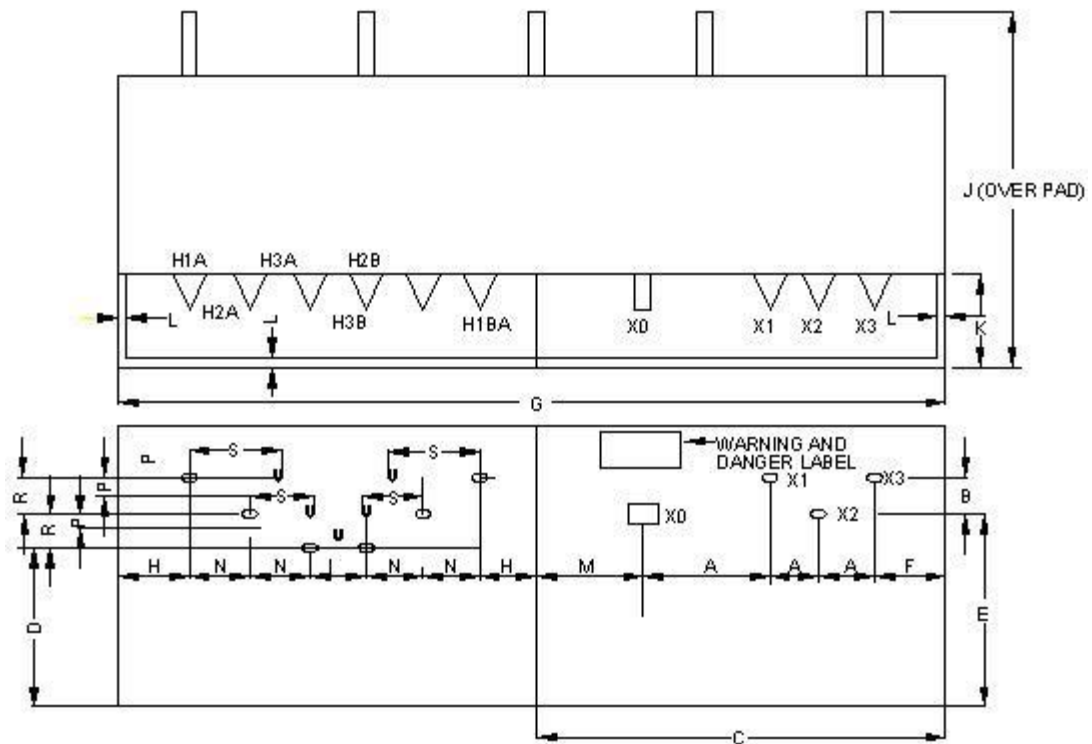 J (OVER PAD)
H1A H3A H2B
H2A H3B H1BA X0 X1 X2 X3
L L L K
G
WARNING AND
DANGER LABEL
P S S
V V X1 X3
R P S S B
R P V V X0 X2
U
H N N I N N H M A A A F
D E
C